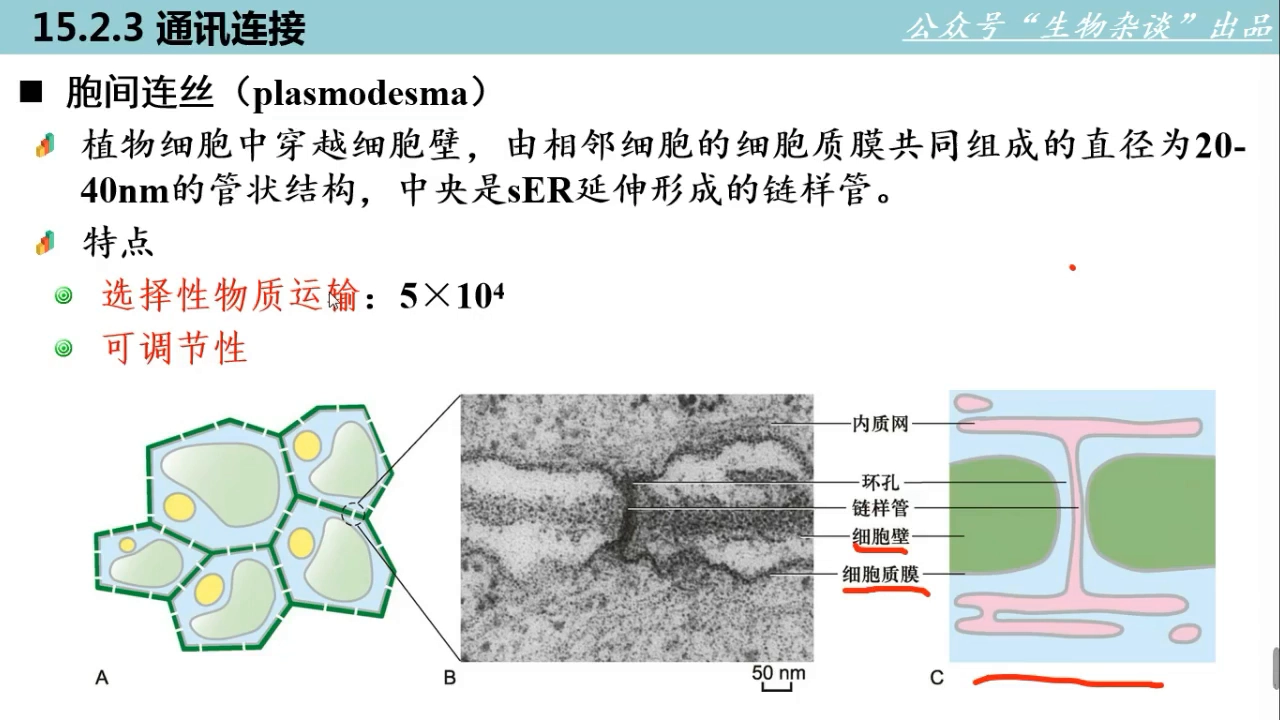 15.2.3 通讯连接
公众号“生物杂谈”出品
胞间连丝（plasmodesma）
植物细胞中穿越细胞壁，由相邻细胞的细胞质膜共同组成的直径为20-
40nm的管状结构，中央是sER延伸形成的链样管。
特点
选择性物质运输：5×10⁴
可调节性
内质网
环孔
链样管
细胞壁
细胞质膜
A
B
50 nm
C